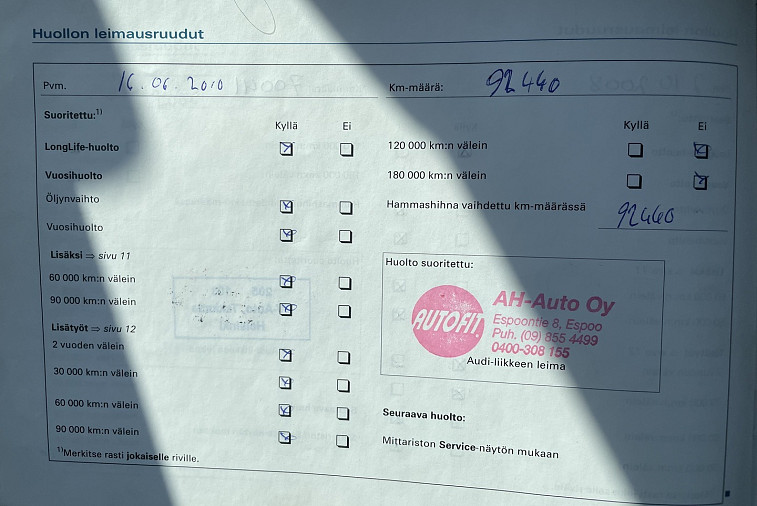 Huollon leimausruudut
Pvm. 16.06.2010 Km-määrä: 92440
Suoritettu:1) Kyllä Ei Kyllä Ei
LongLife-huolto 120 000 km:n välein
Vuosihuolto 180 000 km:n välein
Öljynvaihto Hammashihna vaihdettu km-määrässä
Vuosihuolto 92440
Lisäksi ⇒ sivu 11 Huolto suoritettu:
60 000 km:n välein
90 000 km:n välein
Lisätyöt ⇒ sivu 12
2 vuoden välein
30 000 km:n välein
60 000 km:n välein
90 000 km:n välein
1)Merkitse rasti jokaiselle riville.
AUTOFIT
AH-Auto Oy
Espoontie 8, Espoo
Puh. (09) 855 4499
0400-308 155
Audi-liikkeen leima
Seuraava huolto:
Mittariston Service-näytön mukaan